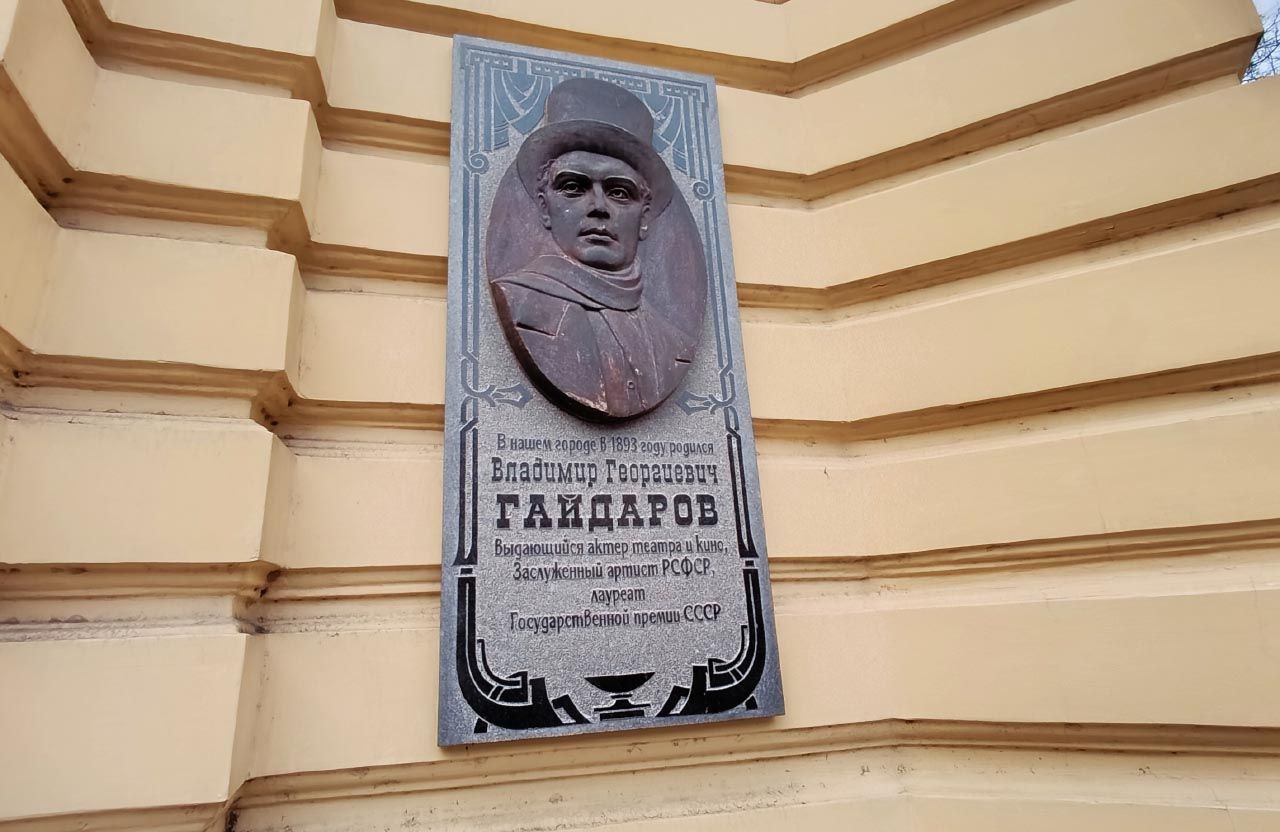 В нашем городе в 1893 году родился
Владимир Георгиевич
ГАЙДАРОВ
Выдающийся актер театра и кино,
Заслуженный артист РСФСР,
лауреат
Государственной премии СССР